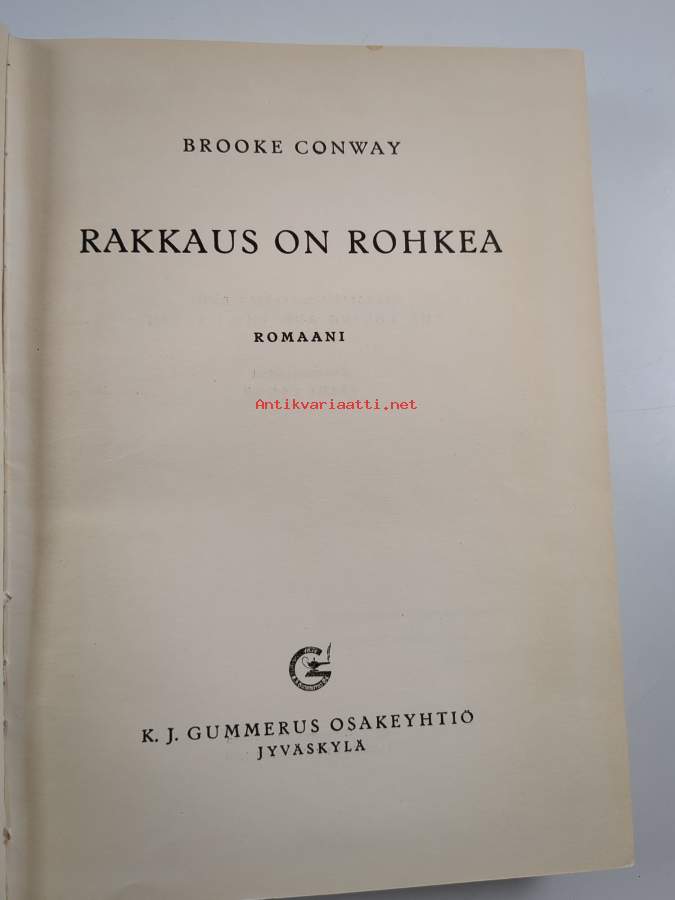 BROOKE CONWAY
RAKKAUS ON ROHKEA
ROMAANI
Antikvariaatti.net
K. J. GUMMERUS OSAKEYHTIÖ
JYVÄSKYLÄ